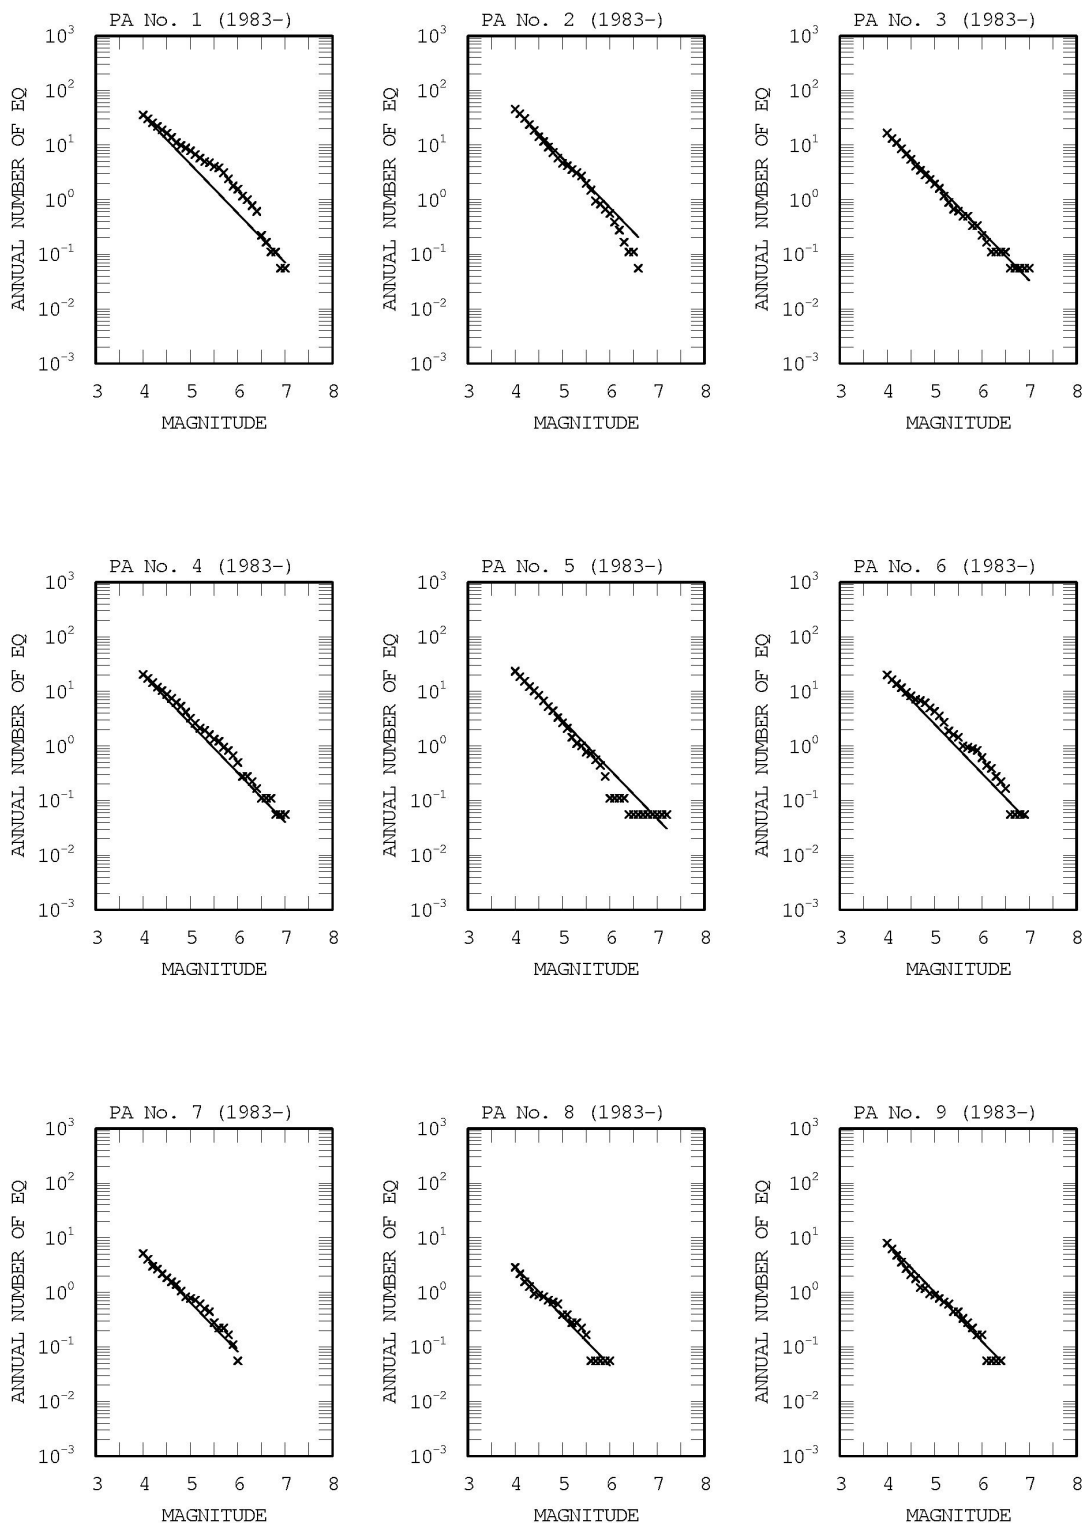 PA No. 1 (1983-)
ANNUAL NUMBER OF EQ
10³
10²
10¹
10⁰
10⁻¹
10⁻²
10⁻³
3 4 5 6 7 8
MAGNITUDE
PA No. 2 (1983-)
ANNUAL NUMBER OF EQ
10³
10²
10¹
10⁰
10⁻¹
10⁻²
10⁻³
3 4 5 6 7 8
MAGNITUDE
PA No. 3 (1983-)
ANNUAL NUMBER OF EQ
10³
10²
10¹
10⁰
10⁻¹
10⁻²
10⁻³
3 4 5 6 7 8
MAGNITUDE
PA No. 4 (1983-)
ANNUAL NUMBER OF EQ
10³
10²
10¹
10⁰
10⁻¹
10⁻²
10⁻³
3 4 5 6 7 8
MAGNITUDE
PA No. 5 (1983-)
ANNUAL NUMBER OF EQ
10³
10²
10¹
10⁰
10⁻¹
10⁻²
10⁻³
3 4 5 6 7 8
MAGNITUDE
PA No. 6 (1983-)
ANNUAL NUMBER OF EQ
10³
10²
10¹
10⁰
10⁻¹
10⁻²
10⁻³
3 4 5 6 7 8
MAGNITUDE
PA No. 7 (1983-)
ANNUAL NUMBER OF EQ
10³
10²
10¹
10⁰
10⁻¹
10⁻²
10⁻³
3 4 5 6 7 8
MAGNITUDE
PA No. 8 (1983-)
ANNUAL NUMBER OF EQ
10³
10²
10¹
10⁰
10⁻¹
10⁻²
10⁻³
3 4 5 6 7 8
MAGNITUDE
PA No. 9 (1983-)
ANNUAL NUMBER OF EQ
10³
10²
10¹
10⁰
10⁻¹
10⁻²
10⁻³
3 4 5 6 7 8
MAGNITUDE